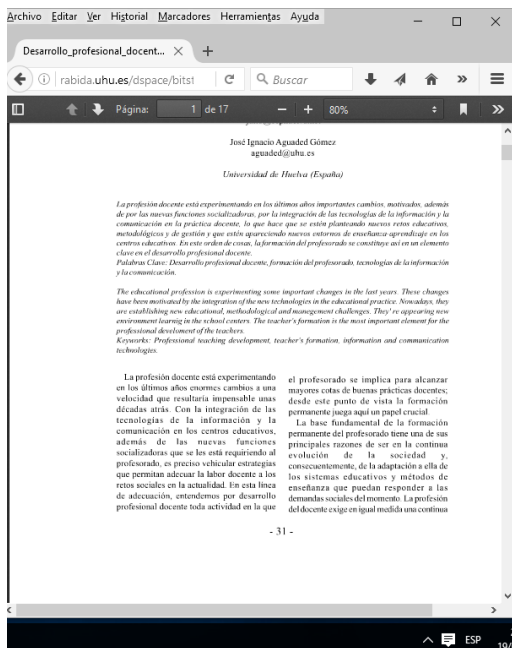 Archivo Editar Ver Historial Marcadores Herramientas Ayuda
Desarrollo_profesional_docent...
rabida.uhu.es/dspace/bitst
Buscar
Página: 1 de 17
80%
José Ignacio Aguaded Gómez
aguaded@uhu.es
Universidad de Huelva (España)
La profesión docente está experimentando en los últimos años importantes cambios, motivados, además
de por las nuevas funciones socializadoras, por la integración de las tecnologías de la información y la
comunicación en la práctica docente, lo que hace que se estén planteando nuevos retos educativos,
metodológicos y de gestión y que estén apareciendo nuevos entornos de enseñanza-aprendizaje en los
centros educativos. En este orden de cosas, la formación del profesorado se constituye así en un elemento
clave en el desarrollo profesional docente.
Palabras Clave: Desarrollo profesional docente, formación del profesorado, tecnologías de la información
y la comunicación.
The educational profession is experimenting some important changes in the last years. These changes
have been motivated by the integration of the new technologies in the educational practice. Nowadays, they
are establishing new educational, methodological and manegement challenges. They're appearing new
environment learnig in the school centers. The teacher's formation is the most important element for the
professional develoment of the teachers.
Keyworks: Professional teaching development, teacher's formation, information and communication
technologies.
La profesión docente está experimentando
en los últimos años enormes cambios a una
velocidad que resultaría impensable unas
décadas atrás. Con la integración de las
tecnologías de la información y la
comunicación en los centros educativos,
además de las nuevas funciones
socializadoras que se les está requiriendo al
profesorado, es preciso vehicular estrategias
que permitan adecuar la labor docente a los
retos sociales en la actualidad. En esta línea
de adecuación, entendemos por desarrollo
profesional docente toda actividad en la que
el profesorado se implica para alcanzar
mayores cotas de buenas prácticas docentes;
desde este punto de vista la formación
permanente juega aquí un papel crucial.
La base fundamental de la formación
permanente del profesorado tiene una de sus
principales razones de ser en la continua
evolución de la sociedad y,
consecuentemente, de la adaptación a ella de
los sistemas educativos y métodos de
enseñanza que puedan responder a las
demandas sociales del momento. La profesión
del docente exige en igual medida una continua
- 31 -
ESP
19/